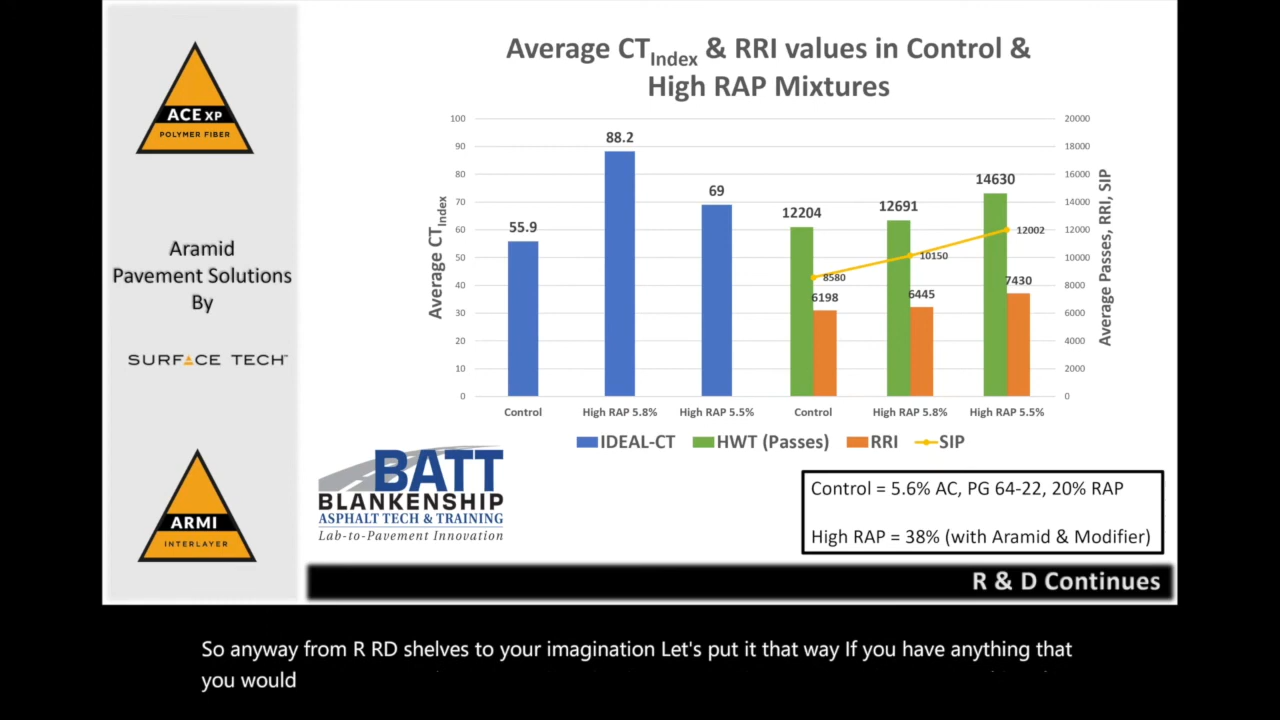 Average CTIndex & RRI values in Control &
High RAP Mixtures
ACE XP
POLYMER FIBER
Aramid
Pavement Solutions
By
SURFACE TECH
ARMI
INTERLAYER
Average CTIndex
100
90
80
70
60
50
40
30
20
10
0
55.9
88.2
69
12204
12691
14630
8580
10150
12002
6198
6445
7430
20000
18000
16000
14000
12000
10000
8000
6000
4000
2000
0
Average Passes, RRI, SIP
Control High RAP 5.8% High RAP 5.5% Control High RAP 5.8% High RAP 5.5%
IDEAL-CT HWT (Passes) RRI SIP
BATT
BLANKENSHIP
ASPHALT TECH & TRAINING
Lab-to-Pavement Innovation
Control = 5.6% AC, PG 64-22, 20% RAP
High RAP = 38% (with Aramid & Modifier)
R & D Continues
So anyway from R RD shelves to your imagination Let's put it that way If you have anything that
you would